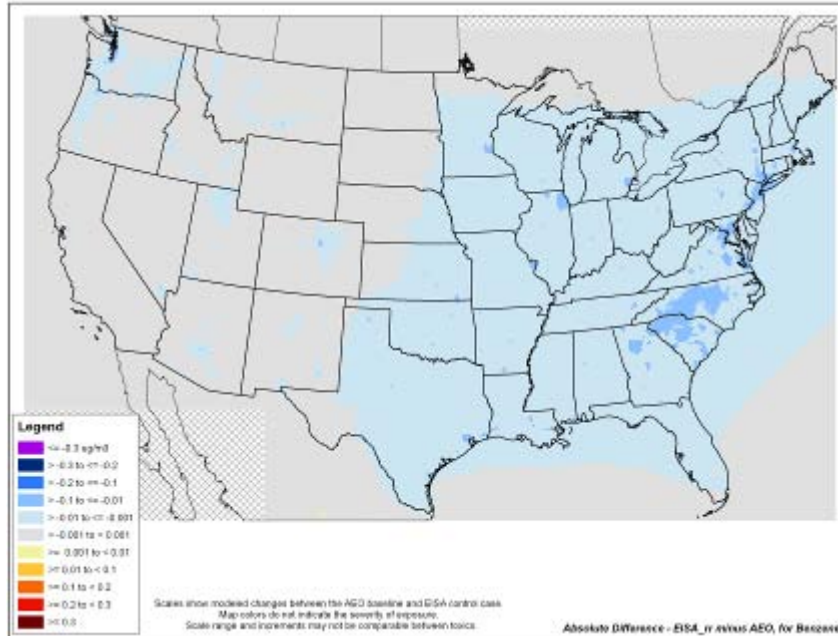 Legend
<= -0.3 ug/m3
> -0.3 to <= -0.2
> -0.2 to <= -0.1
> -0.1 to <= -0.01
> -0.01 to <= -0.001
> -0.001 to < 0.001
>= 0.001 to < 0.01
>= 0.01 to < 0.1
>= 0.1 to < 0.2
>= 0.2 to < 0.3
>= 0.3
Scales show modeled changes between the AEO baseline and EISA control case.
Map colors do not indicate the severity of exposure.
Scale range and increments may not be comparable between toxics.
Absolute Difference - EISA_rr minus AEO, for